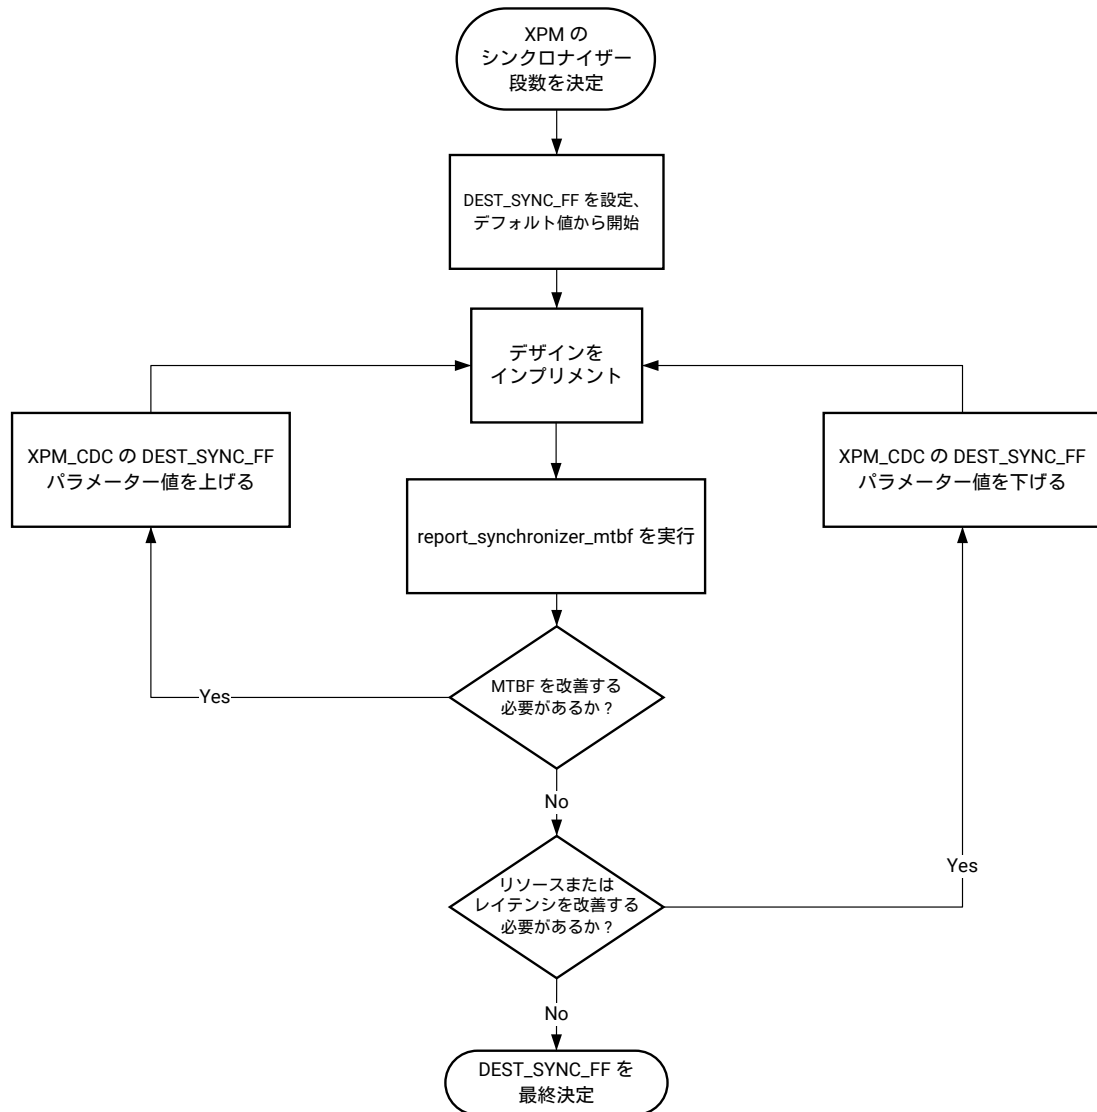 XPM の
シンクロナイザー
段数を決定
DEST_SYNC_FF を設定、
デフォルト値から開始
デザインを
インプリメント
XPM_CDC の DEST_SYNC_FF
パラメーター値を上げる
XPM_CDC の DEST_SYNC_FF
パラメーター値を下げる
report_synchronizer_mtbf を実行
MTBF を改善する
必要があるか ?
Yes
No
リソースまたは
レイテンシを改善する
必要があるか ?
Yes
No
DEST_SYNC_FF を
最終決定